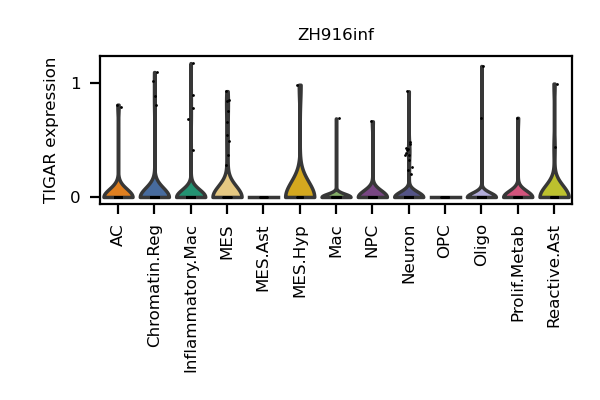 ZH916inf
TIGAR expression
1
0
AC
Chromatin.Reg
Inflammatory.Mac
MES
MES.Ast
MES.Hyp
Mac
NPC
Neuron
OPC
Oligo
Prolif.Metab
Reactive.Ast